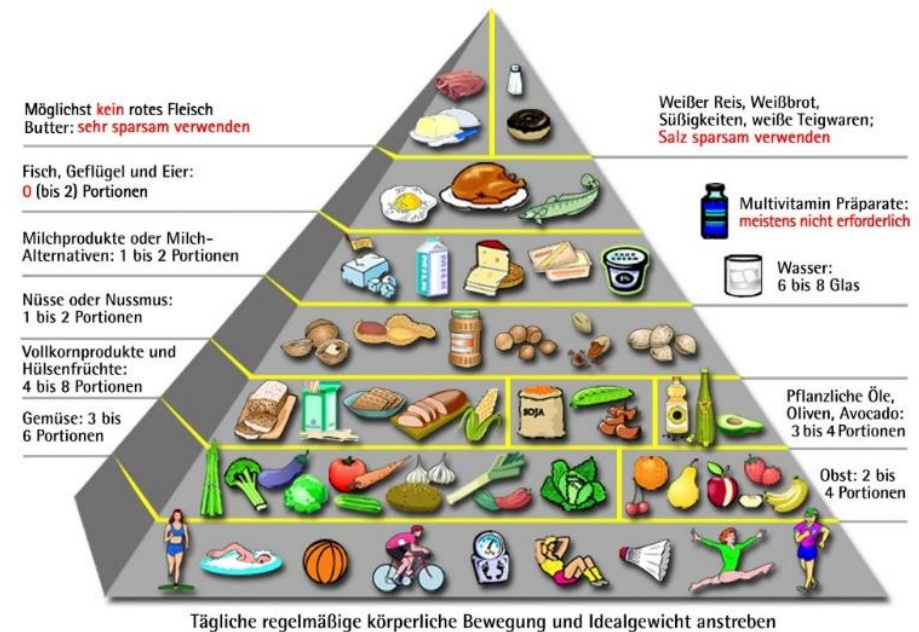 Möglichst kein rotes Fleisch
Butter: sehr sparsam verwenden
Fisch, Geflügel und Eier:
0 (bis 2) Portionen
Milchprodukte oder Milch-
Alternativen: 1 bis 2 Portionen
Nüsse oder Nussmus:
1 bis 2 Portionen
Vollkornprodukte und
Hülsenfrüchte:
4 bis 8 Portionen
Gemüse: 3 bis
6 Portionen
Weißer Reis, Weißbrot,
Süßigkeiten, weiße Teigwaren;
Salz sparsam verwenden
Multivitamin Präparate:
meistens nicht erforderlich
Wasser:
6 bis 8 Glas
Pflanzliche Öle,
Oliven, Avocado:
3 bis 4 Portionen
Obst: 2 bis
4 Portionen
MILK
SOJA
Tägliche regelmäßige körperliche Bewegung und Idealgewicht anstreben